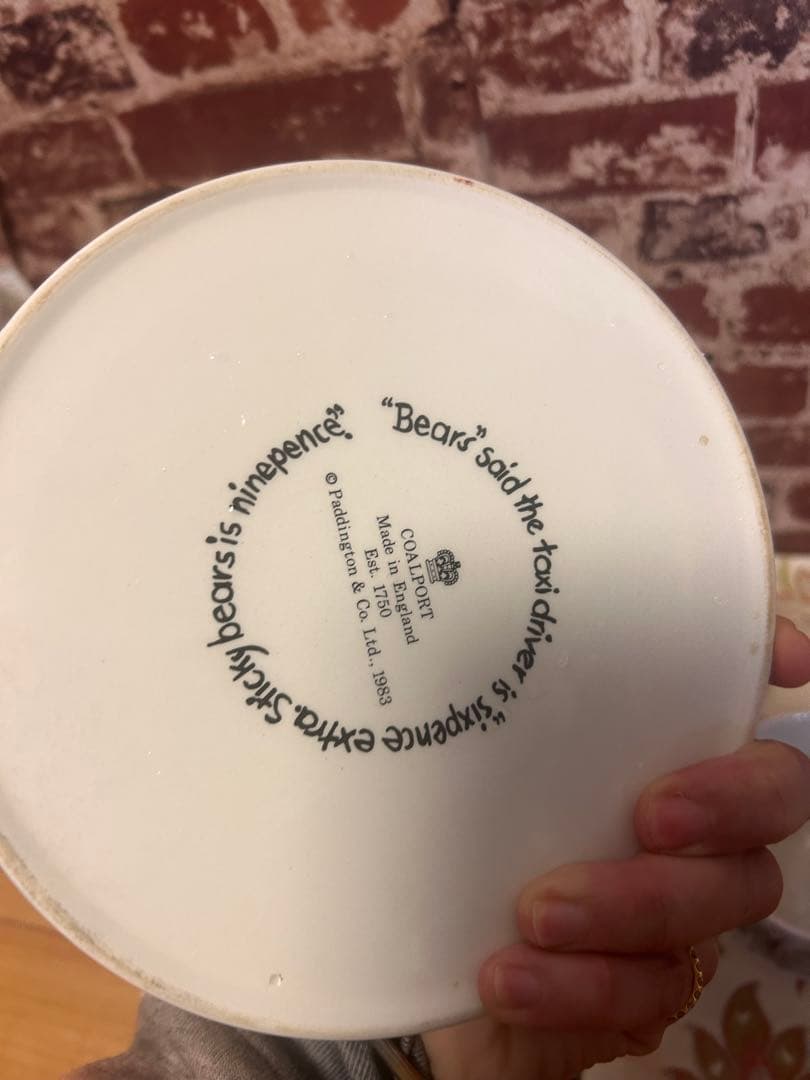 "Bears" said the taxi driver is "sixpence extra. Sticky bears is ninepence".
COALPORT
Made in England
Est. 1750
© Paddington & Co. Ltd., 1983